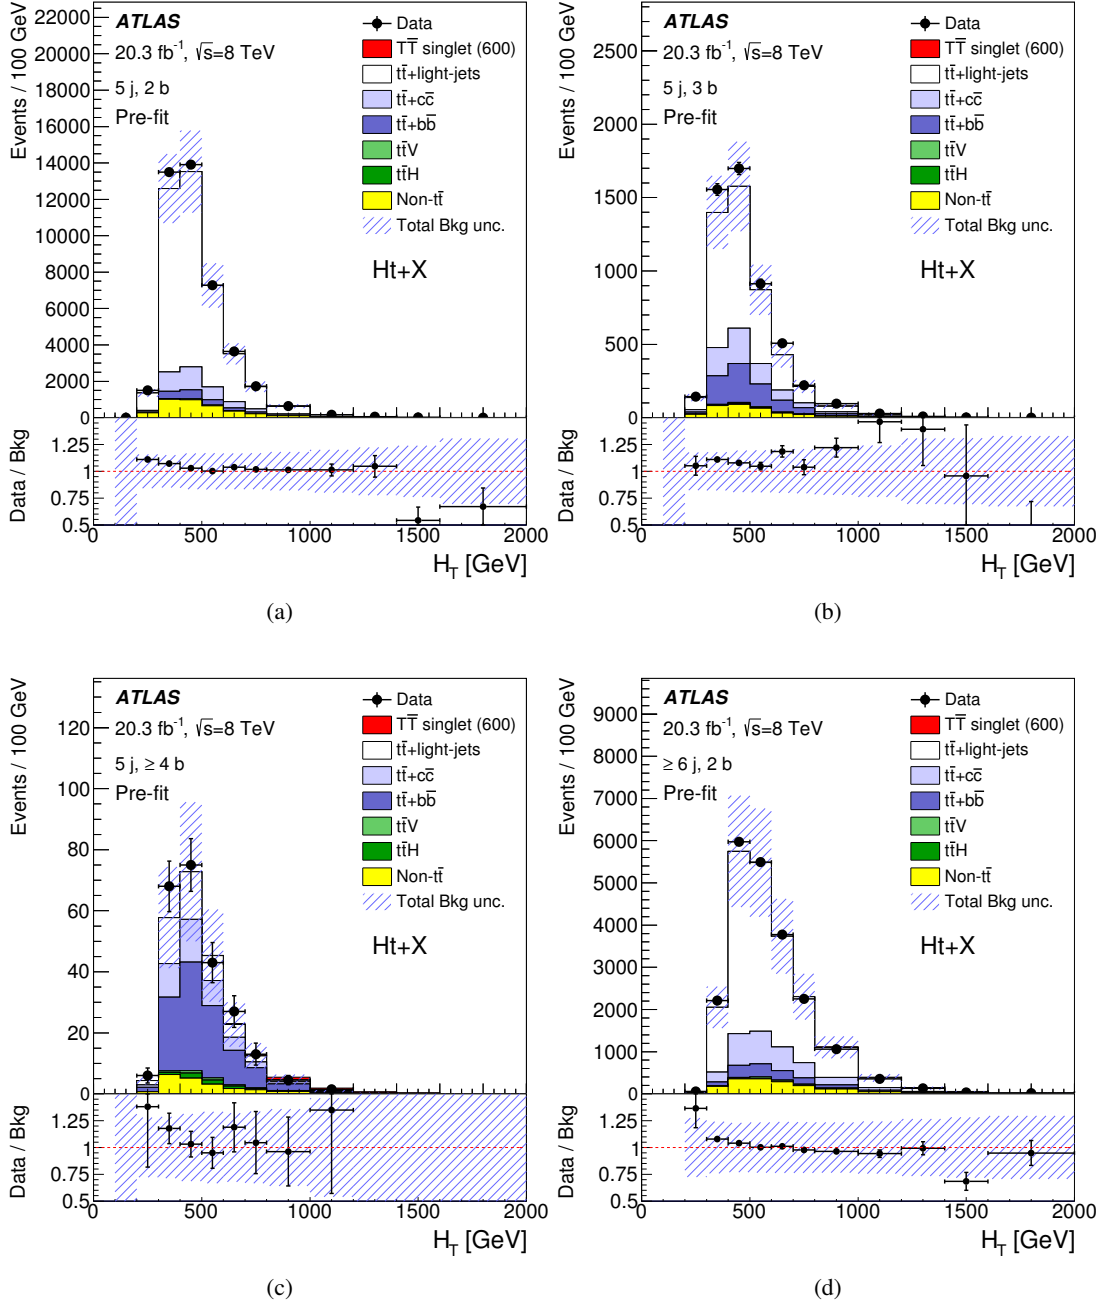 Events / 100 GeV
22000
20000
18000
16000
14000
12000
10000
8000
6000
4000
2000
0
ATLAS
20.3 fb⁻¹, √s=8 TeV
5 j, 2 b
Pre-fit
Data
TT̅ singlet (600)
tt̅+light-jets
tt̅+cc̅
tt̅+bb̅
tt̅V
tt̅H
Non-tt̅
Total Bkg unc.
Ht+X
Data / Bkg
1.25
1
0.75
0.5
0 500 1000 1500 2000
H_T [GeV]
(a)
Events / 100 GeV
2500
2000
1500
1000
500
0
ATLAS
20.3 fb⁻¹, √s=8 TeV
5 j, 3 b
Pre-fit
Data
TT̅ singlet (600)
tt̅+light-jets
tt̅+cc̅
tt̅+bb̅
tt̅V
tt̅H
Non-tt̅
Total Bkg unc.
Ht+X
Data / Bkg
1.25
1
0.75
0.5
0 500 1000 1500 2000
H_T [GeV]
(b)
Events / 100 GeV
120
100
80
60
40
20
0
ATLAS
20.3 fb⁻¹, √s=8 TeV
5 j, ≥ 4 b
Pre-fit
Data
TT̅ singlet (600)
tt̅+light-jets
tt̅+cc̅
tt̅+bb̅
tt̅V
tt̅H
Non-tt̅
Total Bkg unc.
Ht+X
Data / Bkg
1.25
1
0.75
0.5
0 500 1000 1500 2000
H_T [GeV]
(c)
Events / 100 GeV
9000
8000
7000
6000
5000
4000
3000
2000
1000
0
ATLAS
20.3 fb⁻¹, √s=8 TeV
≥ 6 j, 2 b
Pre-fit
Data
TT̅ singlet (600)
tt̅+light-jets
tt̅+cc̅
tt̅+bb̅
tt̅V
tt̅H
Non-tt̅
Total Bkg unc.
Ht+X
Data / Bkg
1.25
1
0.75
0.5
0 500 1000 1500 2000
H_T [GeV]
(d)